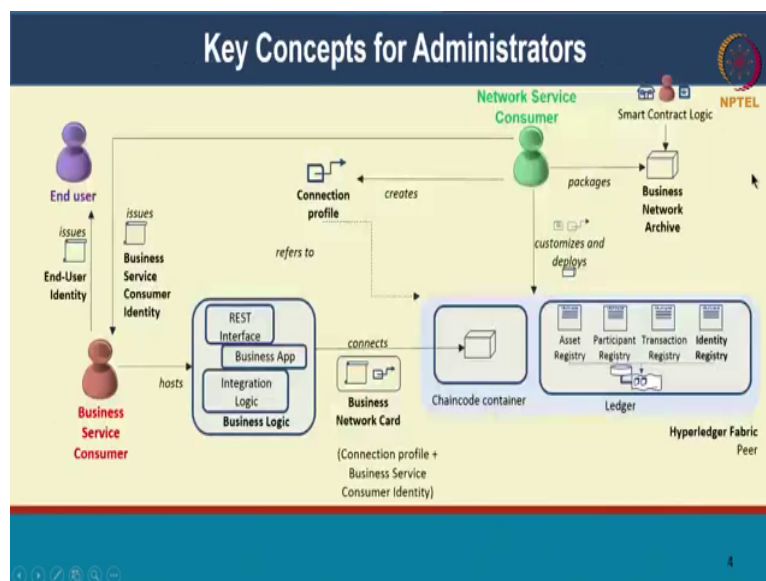 Key Concepts for Administrators
NPTEL
Network Service
Consumer
Smart Contract Logic
End user
Connection
profile
creates
packages
Business
Network
Archive
issues
End-User
Identity
issues
Business
Service
Consumer
Identity
refers to
customizes and
deploys
REST
Interface
Business App
Integration
Logic
Business Logic
hosts
connects
Business
Network Card
(Connection profile +
Business Service
Consumer Identity)
Business
Service
Consumer
Chaincode container
Asset
Registry
Participant
Registry
Transaction
Registry
Identity
Registry
Ledger
Hyperledger Fabric
Peer
4